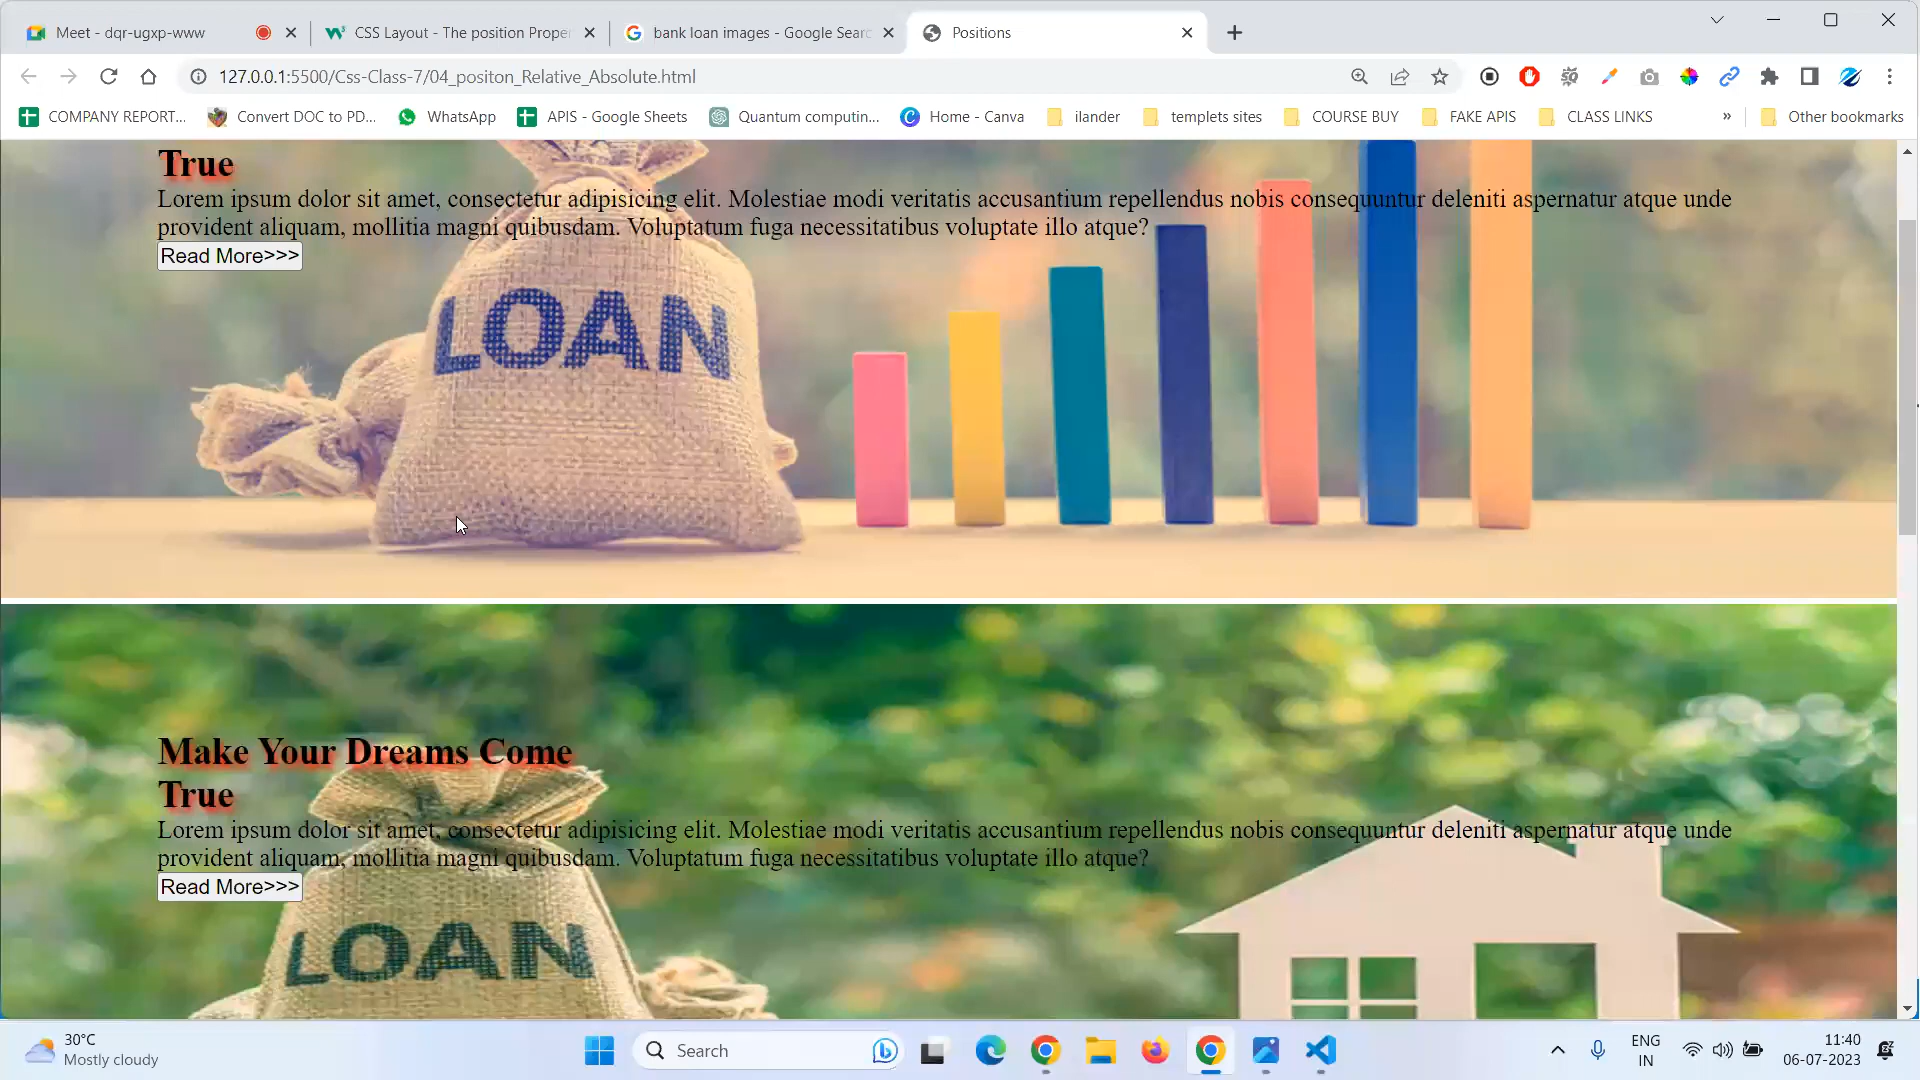 Meet - dqr-ugxp-www
CSS Layout - The position Proper
bank loan images - Google Searc
Positions
127.0.0.1:5500/Css-Class-7/04_positon_Relative_Absolute.html
COMPANY REPORT...
Convert DOC to PD...
WhatsApp
APIS - Google Sheets
Quantum computin...
Home - Canva
ilander
templets sites
COURSE BUY
FAKE APIS
CLASS LINKS
»
Other bookmarks
True
Lorem ipsum dolor sit amet, consectetur adipisicing elit. Molestiae modi veritatis accusantium repellendus nobis consequuntur deleniti aspernatur atque unde
provident aliquam, mollitia magni quibusdam. Voluptatum fuga necessitatibus voluptate illo atque?
Read More>>>
LOAN
Make Your Dreams Come
True
Lorem ipsum dolor sit amet, consectetur adipisicing elit. Molestiae modi veritatis accusantium repellendus nobis consequuntur deleniti aspernatur atque unde
provident aliquam, mollitia magni quibusdam. Voluptatum fuga necessitatibus voluptate illo atque?
Read More>>>
LOAN
30°C
Mostly cloudy
Search
ENG
IN
11:40
06-07-2023